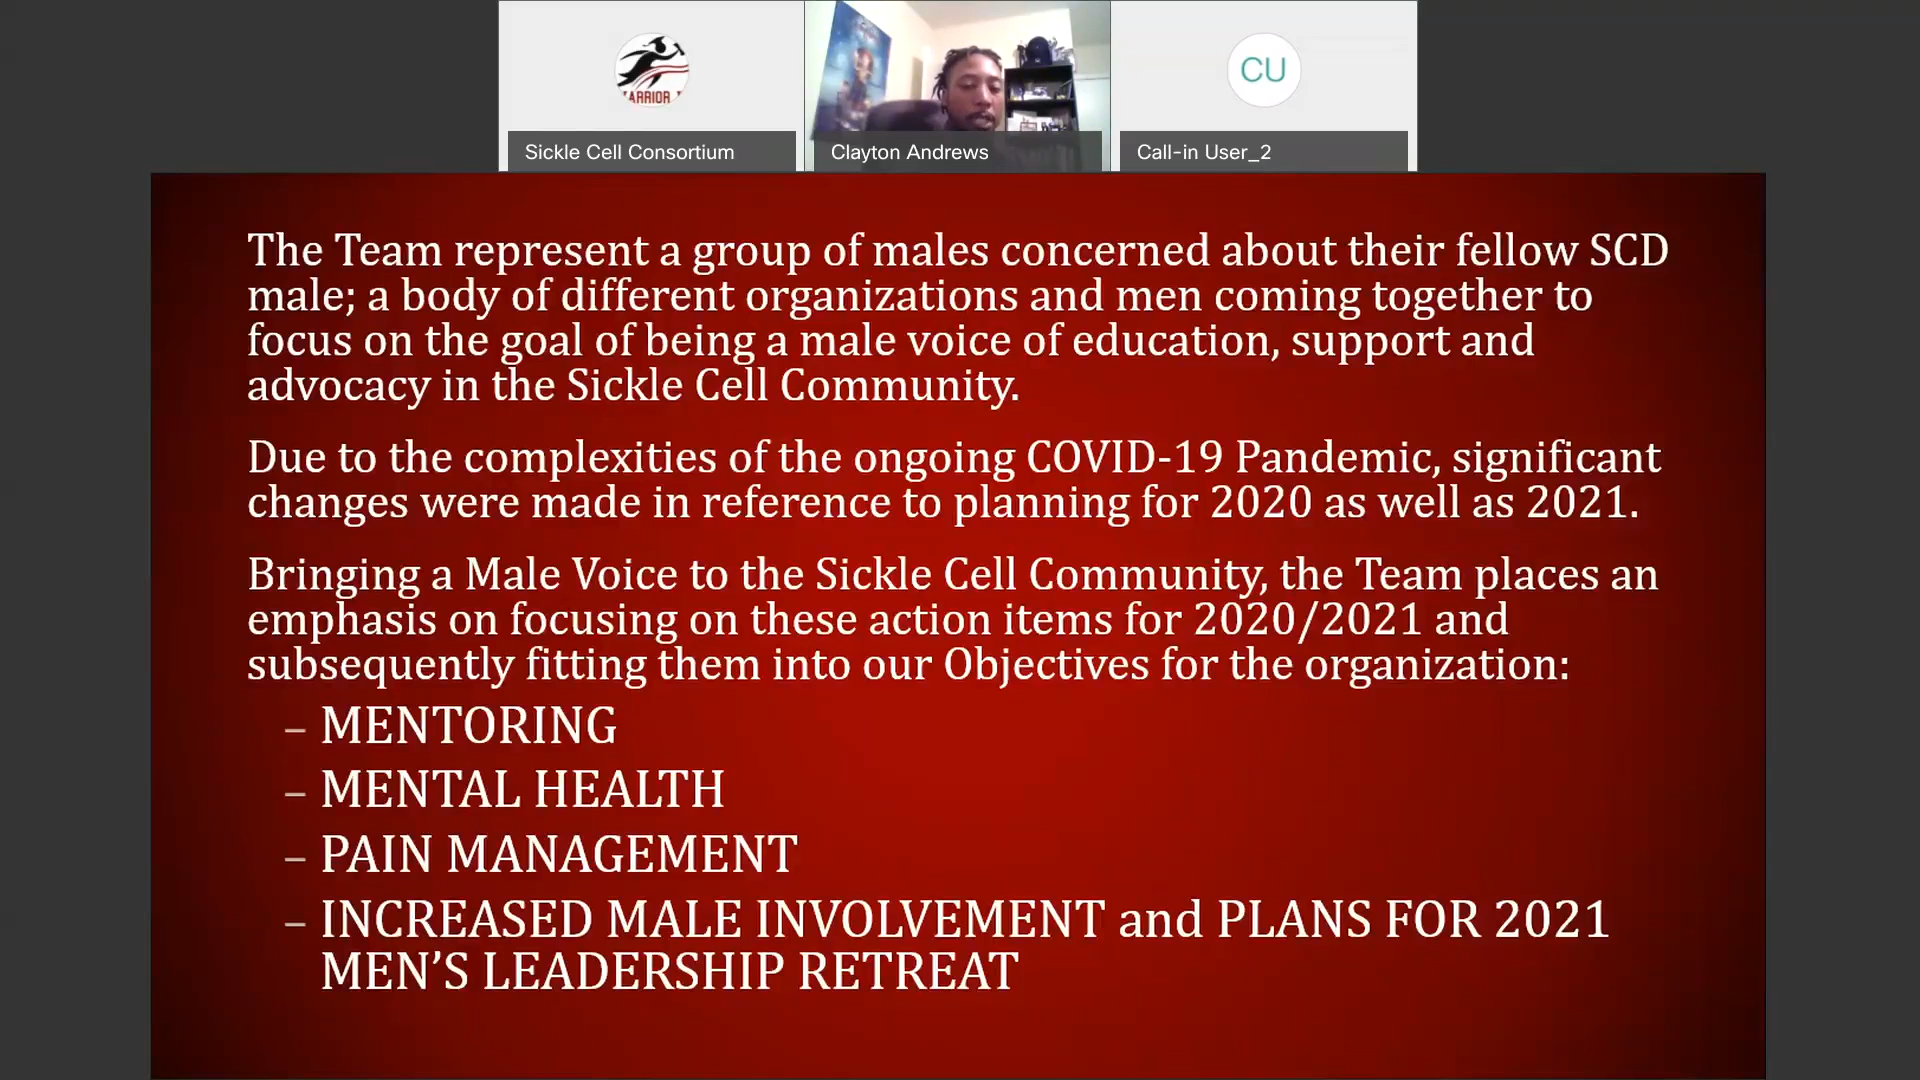 ARRIOR
CU
Sickle Cell Consortium
Clayton Andrews
Call-in User_2
The Team represent a group of males concerned about their fellow SCD
male; a body of different organizations and men coming together to
focus on the goal of being a male voice of education, support and
advocacy in the Sickle Cell Community.
Due to the complexities of the ongoing COVID-19 Pandemic, significant
changes were made in reference to planning for 2020 as well as 2021.
Bringing a Male Voice to the Sickle Cell Community, the Team places an
emphasis on focusing on these action items for 2020/2021 and
subsequently fitting them into our Objectives for the organization:
– MENTORING
– MENTAL HEALTH
– PAIN MANAGEMENT
– INCREASED MALE INVOLVEMENT and PLANS FOR 2021
MEN’S LEADERSHIP RETREAT